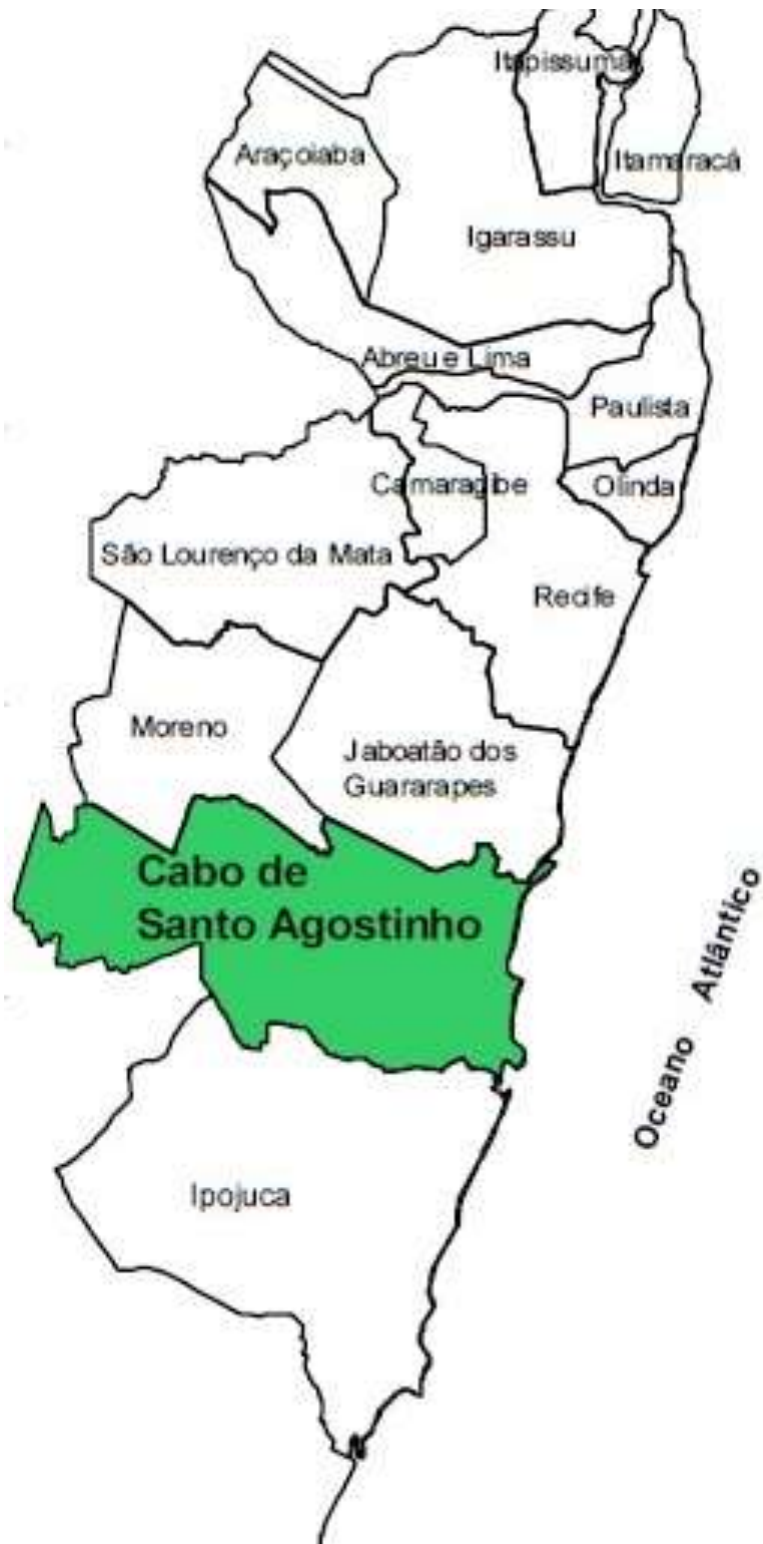 Itapissuma
Araçoiaba
Itamaracá
Igarassu
Abreu e Lima
Paulista
Camaragibe
Olinda
São Lourenço da Mata
Recife
Moreno
Jaboatão dos
Guararapes
Cabo de
Santo Agostinho
Oceano Atlântico
Ipojuca